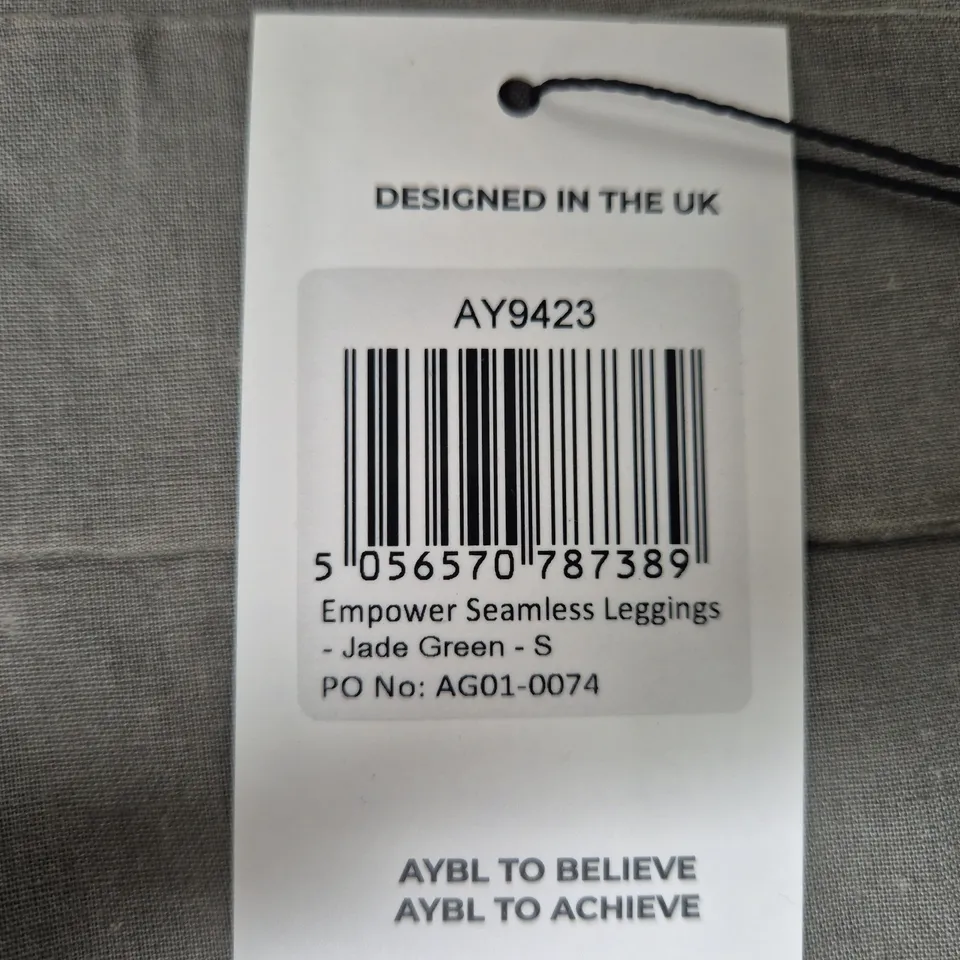 DESIGNED IN THE UK
AY9423
5 056570 787389
Empower Seamless Leggings
- Jade Green - S
PO No: AG01-0074
AYBL TO BELIEVE
AYBL TO ACHIEVE